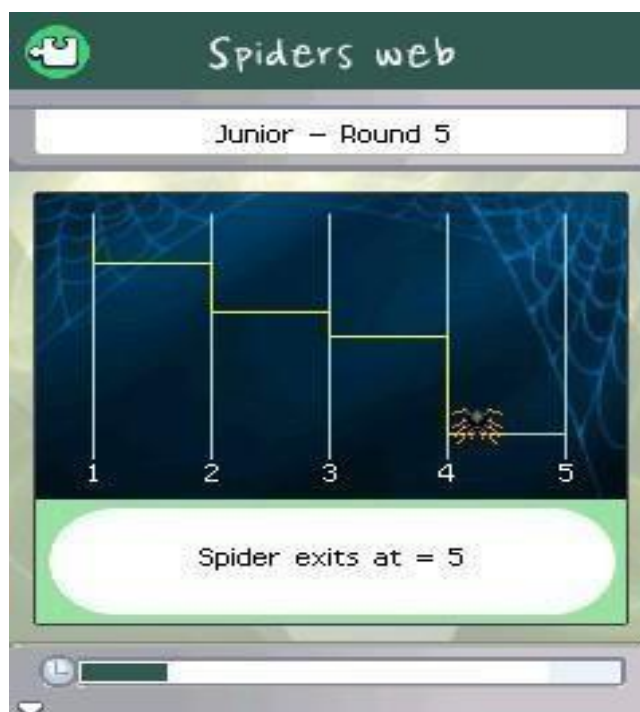 Spiders web
Junior – Round 5
1 2 3 4 5
Spider exits at = 5